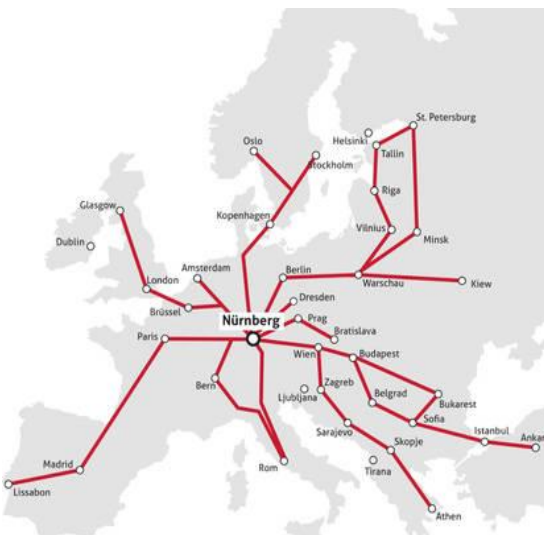 St. Petersburg
Oslo
Helsinki
Stockholm
Tallin
Riga
Glasgow
Kopenhagen
Vilnius
Minsk
Dublin
Amsterdam
London
Berlin
Warschau
Kiew
Brüssel
Dresden
Nürnberg
Prag
Paris
Bratislava
Wien
Budapest
Bern
Zagreb
Ljubljana
Belgrad
Bukarest
Sofia
Sarajevo
Istanbul
Skopje
Ankar
Madrid
Rom
Tirana
Lissabon
Athen